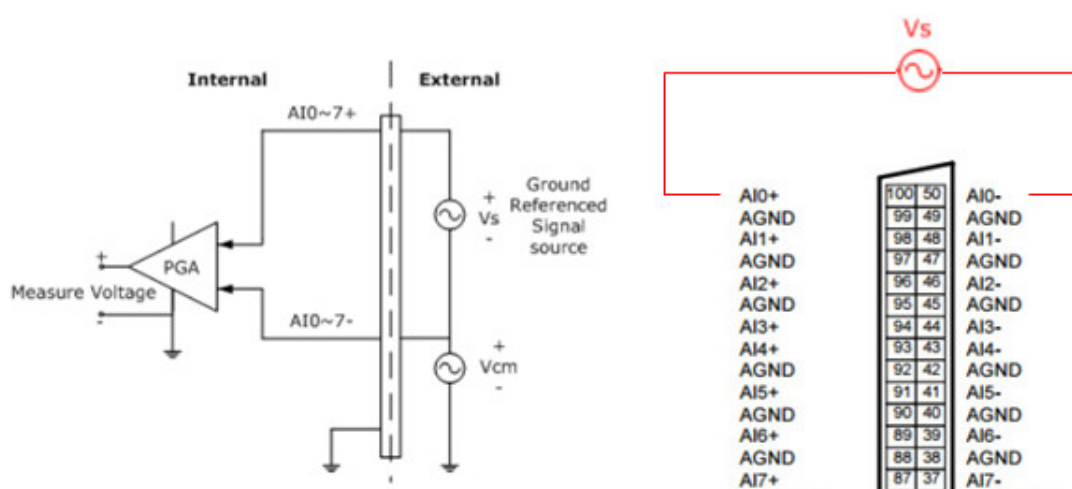 Internal
External
AI0~7+
+
Vs
-
Ground
Referenced
Signal
source
+
PGA
Measure Voltage
-
AI0~7-
+
Vcm
-
Vs
AI0+ 100 50 AI0-
AGND 99 49 AGND
AI1+ 98 48 AI1-
AGND 97 47 AGND
AI2+ 96 46 AI2-
AGND 95 45 AGND
AI3+ 94 44 AI3-
AI4+ 93 43 AI4-
AGND 92 42 AGND
AI5+ 91 41 AI5-
AGND 90 40 AGND
AI6+ 89 39 AI6-
AGND 88 38 AGND
AI7+ 87 37 AI7-